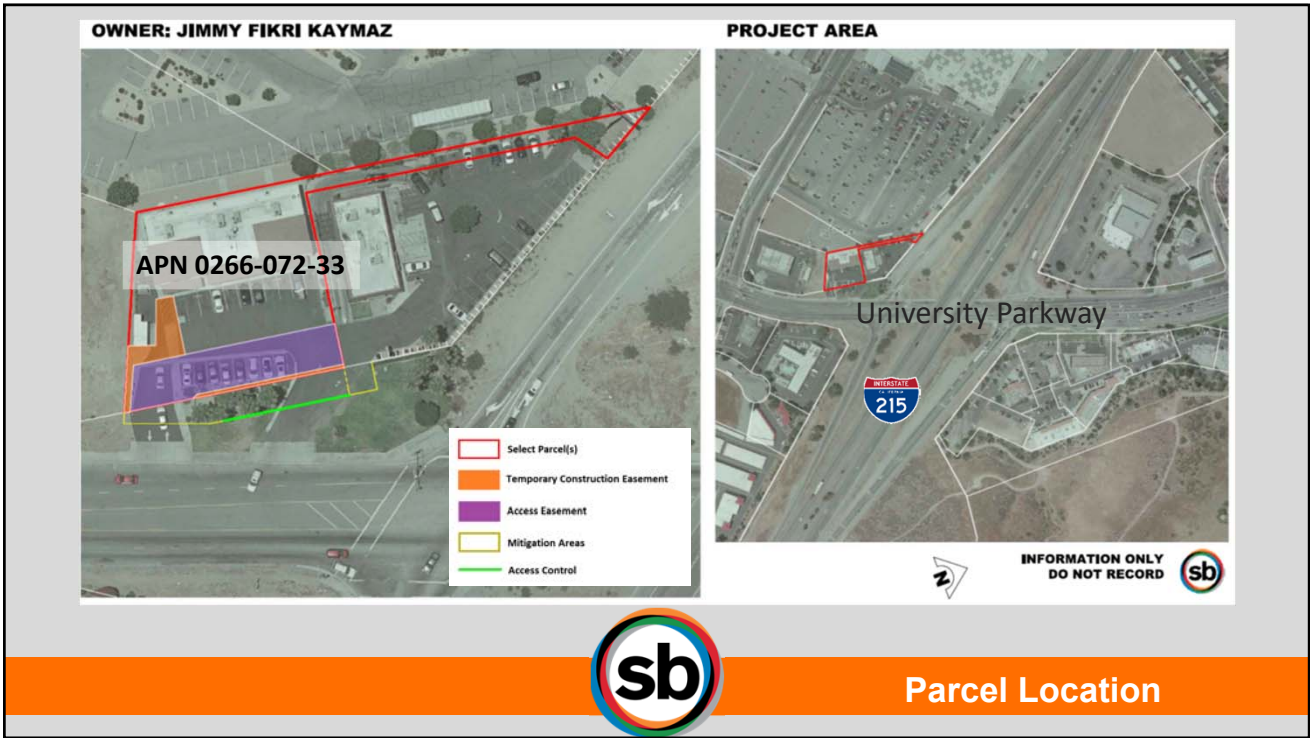 OWNER: JIMMY FIKRI KAYMAZ
APN 0266-072-33
Select Parcel(s)
Temporary Construction Easement
Access Easement
Mitigation Areas
Access Control
PROJECT AREA
University Parkway
INTERSTATE
CALIFORNIA
215
N
INFORMATION ONLY
DO NOT RECORD
sb
sb
Parcel Location